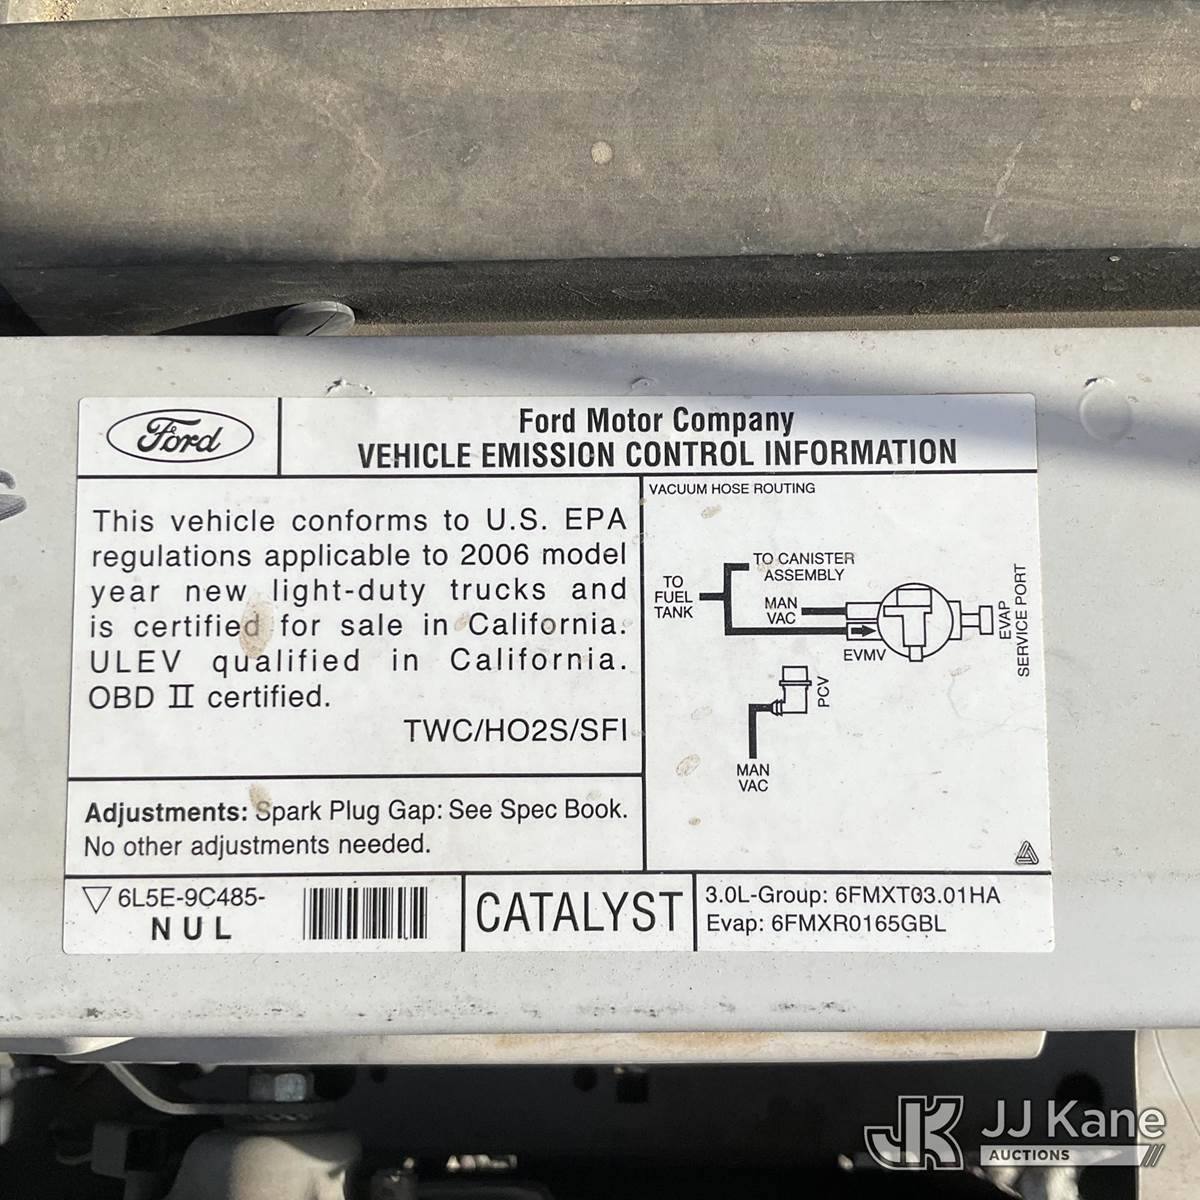 Ford
Ford Motor Company
VEHICLE EMISSION CONTROL INFORMATION
This vehicle conforms to U.S. EPA
regulations applicable to 2006 model
year new light-duty trucks and
is certified for sale in California.
ULEV qualified in California.
OBD II certified.
TWC/HO2S/SFI
Adjustments: Spark Plug Gap: See Spec Book.
No other adjustments needed.
VACUUM HOSE ROUTING
TO CANISTER
ASSEMBLY
TO
FUEL
TANK
MAN
VAC
EVMV
EVAP
SERVICE PORT
PCV
MAN
VAC
6L5E-9C485-
NUL
CATALYST
3.0L-Group: 6FMXT03.01HA
Evap: 6FMXR0165GBL
JK JJ Kane
AUCTIONS